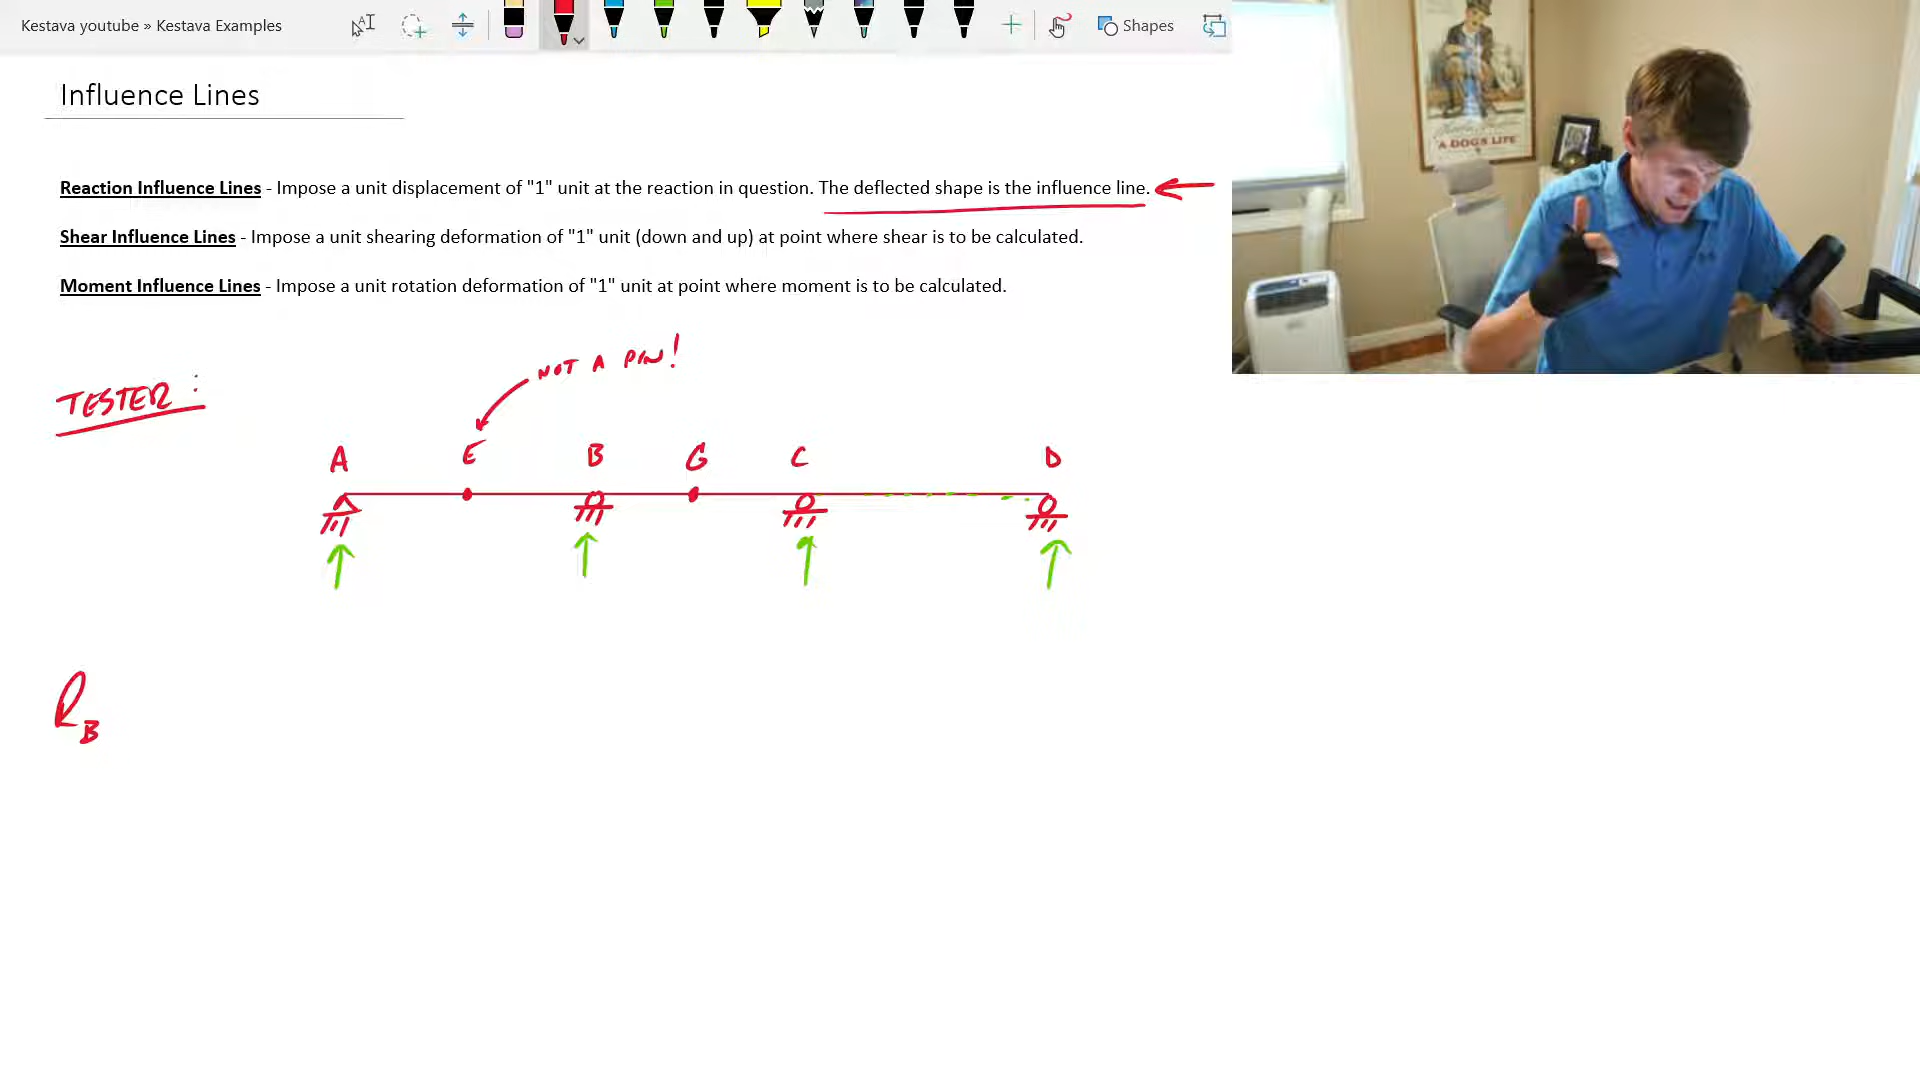 Kestava youtube » Kestava Examples
Shapes
Influence Lines
Reaction Influence Lines - Impose a unit displacement of "1" unit at the reaction in question. The deflected shape is the influence line.
Shear Influence Lines - Impose a unit shearing deformation of "1" unit (down and up) at point where shear is to be calculated.
Moment Influence Lines - Impose a unit rotation deformation of "1" unit at point where moment is to be calculated.
NOT A PIN!
TESTER:
A E B G C D
RB
A DOGS LIFE